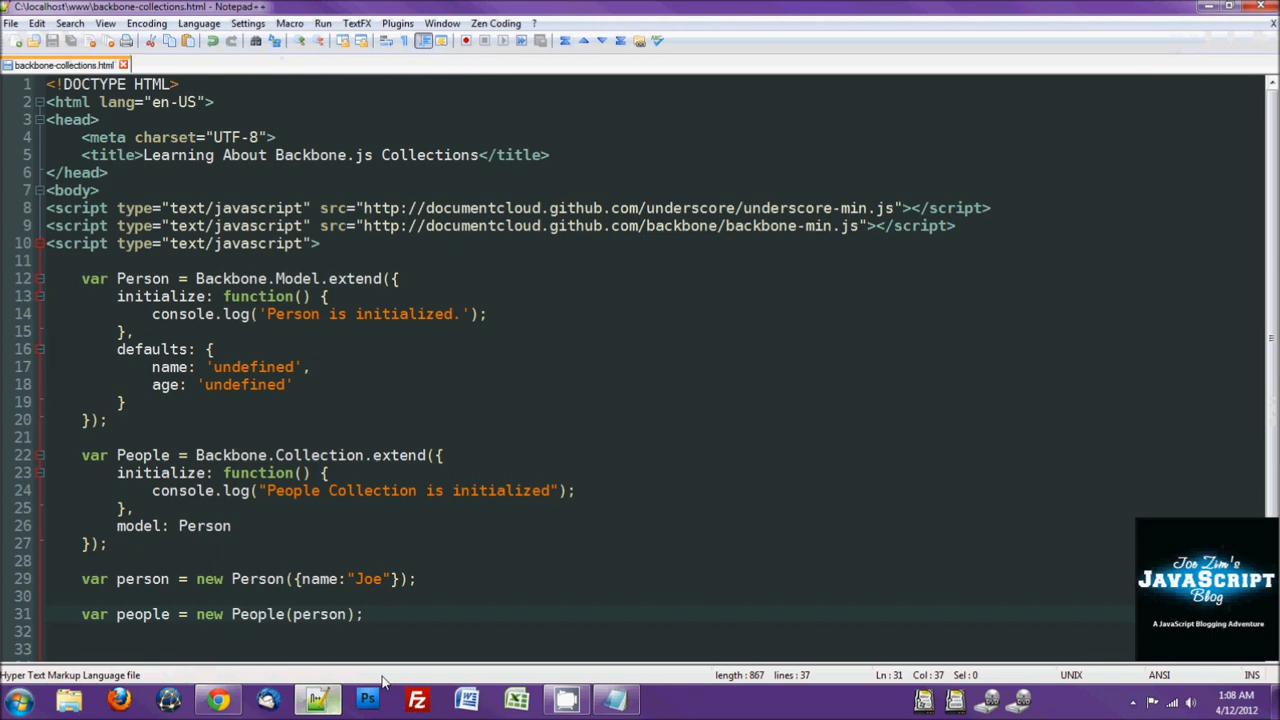 C:\localhost\www\backbone-collections.html - Notepad++
File Edit Search View Encoding Language Settings Macro Run TextFX Plugins Window Zen Coding ?
backbone-collections.html
1 <!DOCTYPE HTML>
2 <html lang="en-US">
3 <head>
4 <meta charset="UTF-8">
5 <title>Learning About Backbone.js Collections</title>
6 </head>
7 <body>
8 <script type="text/javascript" src="http://documentcloud.github.com/underscore/underscore-min.js"></script>
9 <script type="text/javascript" src="http://documentcloud.github.com/backbone/backbone-min.js"></script>
10 <script type="text/javascript">
11
12 var Person = Backbone.Model.extend({
13 initialize: function() {
14 console.log('Person is initialized.');
15 },
16 defaults: {
17 name: 'undefined',
18 age: 'undefined'
19 }
20 });
21
22 var People = Backbone.Collection.extend({
23 initialize: function() {
24 console.log("People Collection is initialized");
25 },
26 model: Person
27 });
28
29 var person = new Person({name:"Joe"});
30
31 var people = new People(person);
32
33
Joe Zim's
JAVASCRIPT
Blog
A JavaScript Blogging Adventure
Hyper Text Markup Language file length: 867 lines: 37 Ln: 31 Col: 37 Sel: 0 UNIX ANSI INS
Ps Fz
1:08 AM
4/12/2012